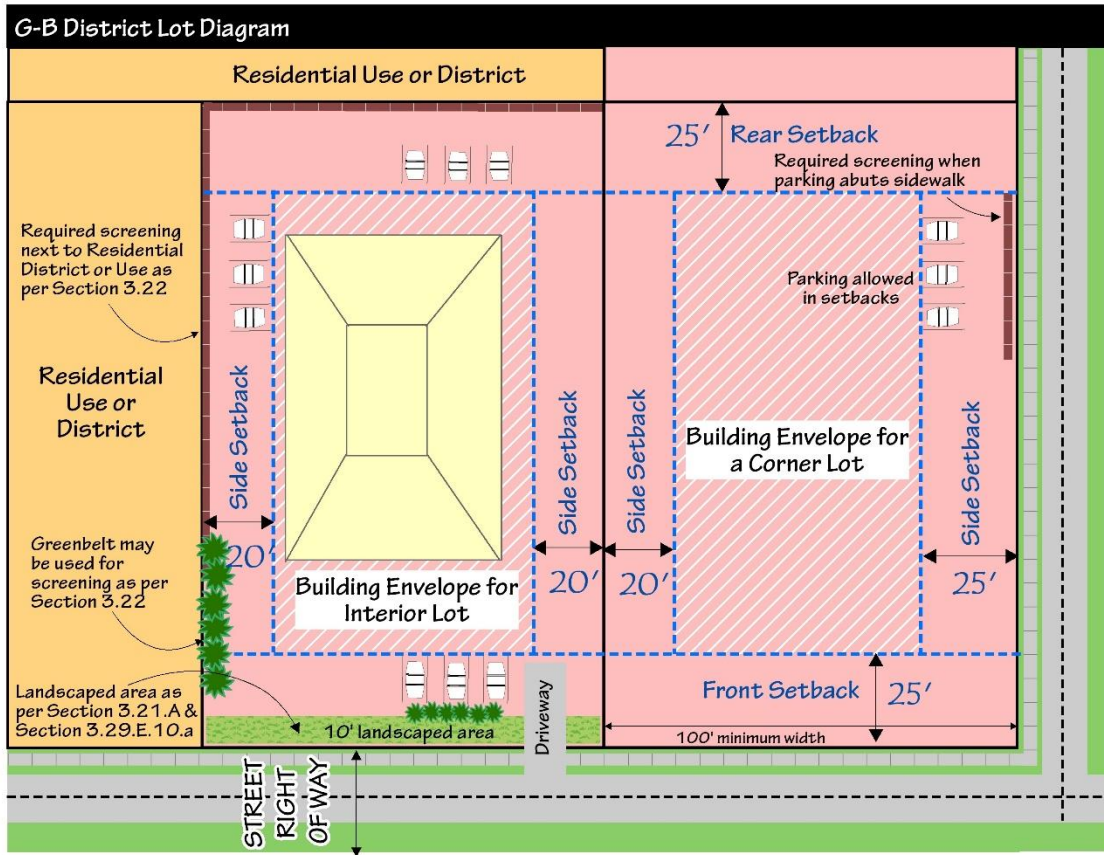 G-B District Lot Diagram
Residential Use or District
25' Rear Setback
Required screening when
parking abuts sidewalk
Required screening
next to Residential
District or Use as
per Section 3.22
Parking allowed
in setbacks
Residential
Use or
District
Side Setback
20'
Building Envelope for
Interior Lot
Side Setback
20'
Side Setback
20'
Building Envelope for
a Corner Lot
Side Setback
25'
Greenbelt may
be used for
screening as per
Section 3.22
Landscaped area as
per Section 3.21.A &
Section 3.29.E.10.a
Front Setback
25'
10' landscaped area
Driveway
100' minimum width
STREET
RIGHT
OF WAY